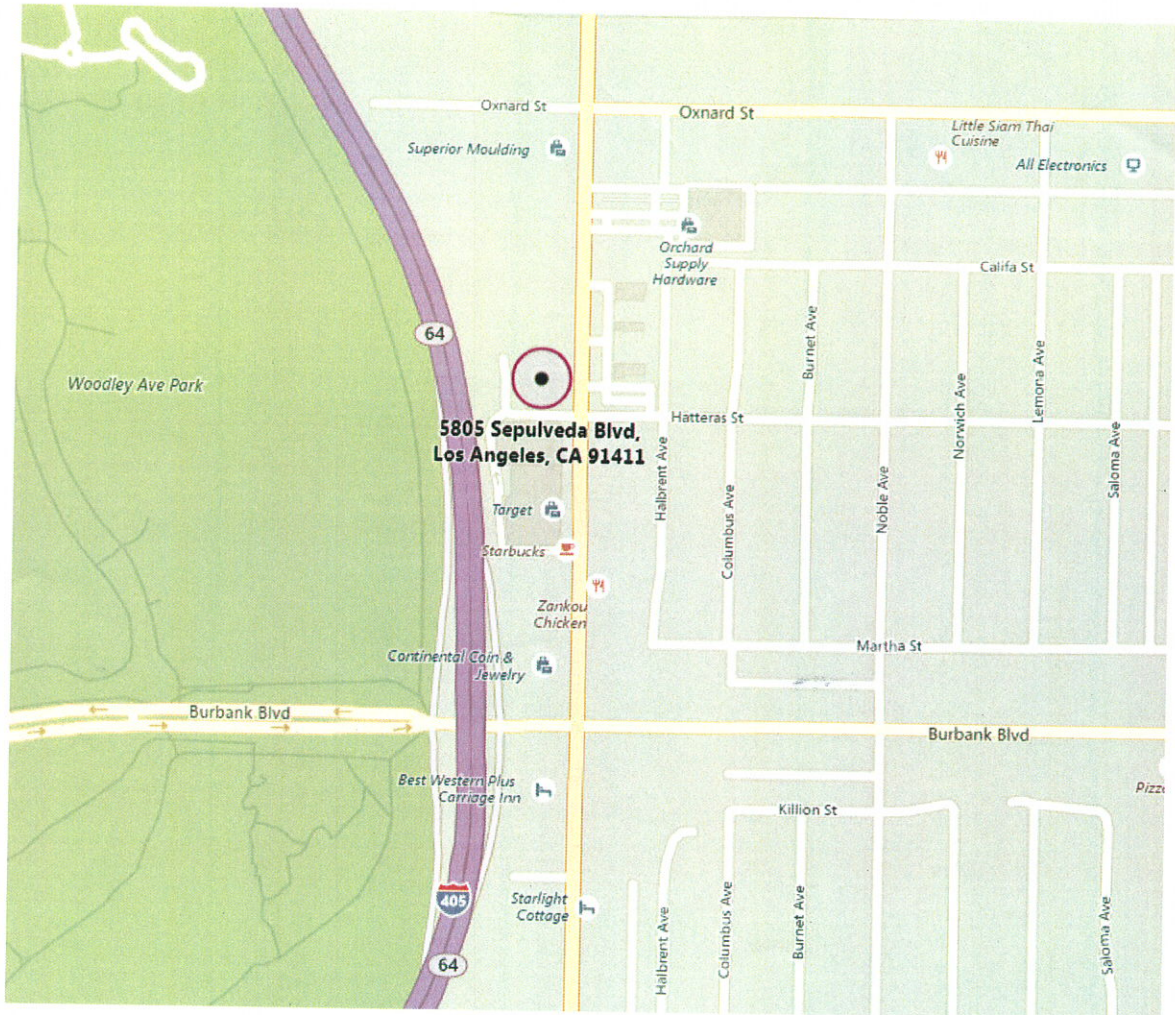 Oxnard St
Oxnard St
Superior Moulding
Little Siam Thai
Cuisine
All Electronics
Orchard
Supply
Hardware
Califa St
64
Burnet Ave
Woodley Ave Park
Norwich Ave
Lemona Ave
Hatteras St
5805 Sepulveda Blvd,
Los Angeles, CA 91411
Halbrent Ave
Columbus Ave
Noble Ave
Saloma Ave
Target
Starbucks
Zankou
Chicken
Martha St
Continental Coin &
Jewelry
Burbank Blvd
Burbank Blvd
Best Western Plus
Carriage Inn
Pizz
Killion St
405
Starlight
Cottage
Halbrent Ave
Columbus Ave
Burnet Ave
Saloma Ave
64